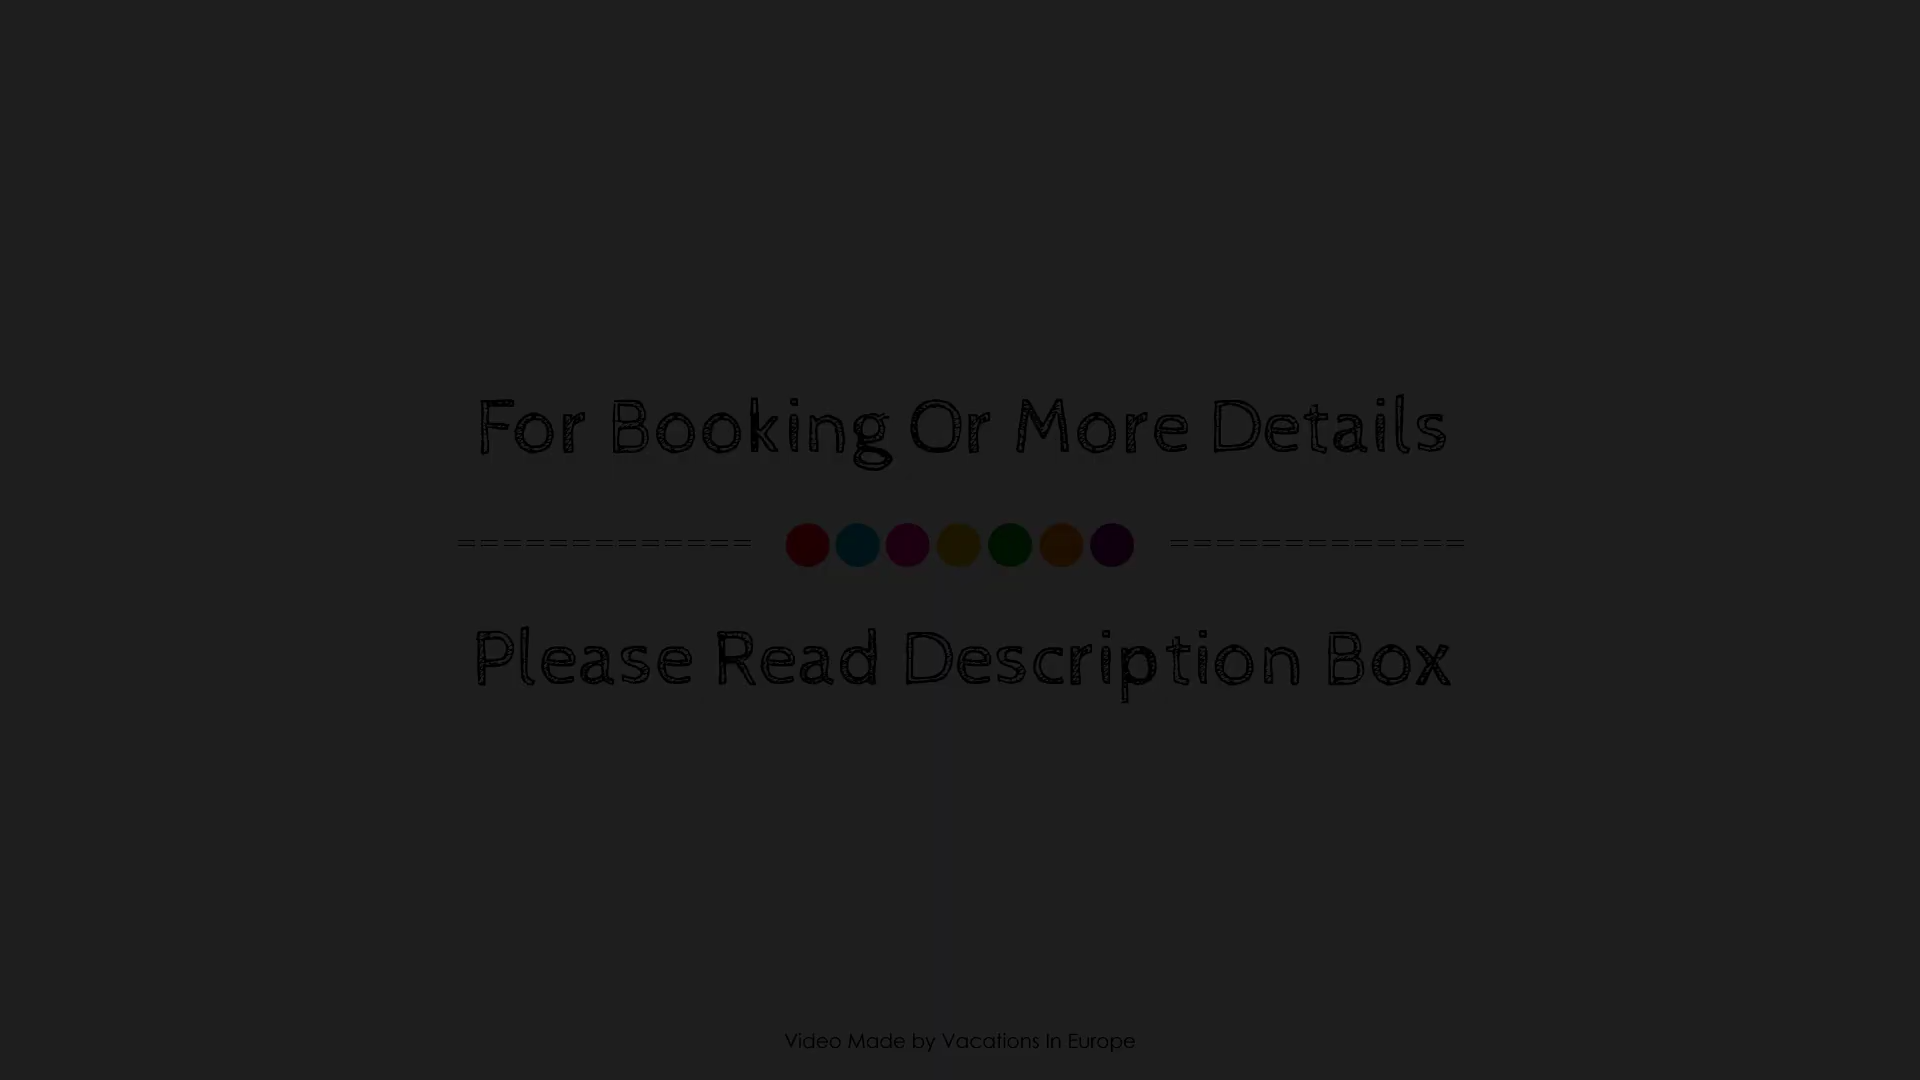 For Booking Or More Details
============= =============
Please Read Description Box
Video Made by Vacations In Europe